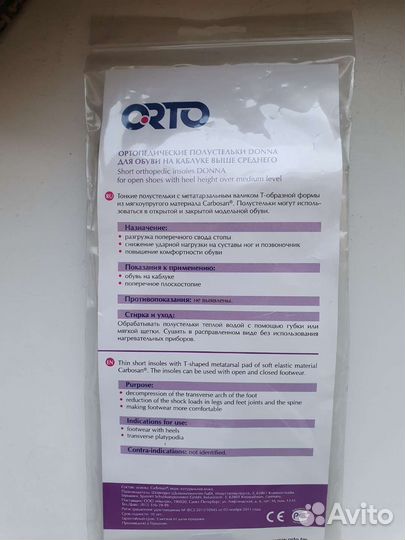 ORTO
ОРТОПЕДИЧЕСКИЕ ПОЛУСТЕЛЬКИ DONNA
ДЛЯ ОБУВИ НА КАБЛУКЕ ВЫШЕ СРЕДНЕГО
Short orthopedic insoles DONNA
for open shoes with heel height over medium level
RU Тонкие полустельки с метатарзальным валиком Т-образной формы
из мягкоупругого материала Carbosan®. Полустельки могут исполь-
зоваться в открытой и закрытой модельной обуви.
Назначение:
• разгрузка поперечного свода стопы
• снижение ударной нагрузки на суставы ног и позвоночник
• повышение комфортности обуви
Показания к применению:
• обувь на каблуке
• поперечное плоскостопие
Противопоказания: не выявлены.
Стирка и уход:
Обрабатывать полустельки теплой водой с помощью губки или
мягкой щетки. Сушить в расправленном виде без использования
нагревательных приборов.
EN Thin short insoles with T-shaped metatarsal pad of soft elastic material
Carbosan®. The insoles can be used with open and closed footwear.
Purpose:
• decompression of the transverse arch of the foot
• reduction of the shock loads in legs and feet joints and the spine
• making footwear more comfortable
Indications for use:
• footwear with heels
• transverse platypodia
Contra-indications: not identified.
CE
Avito